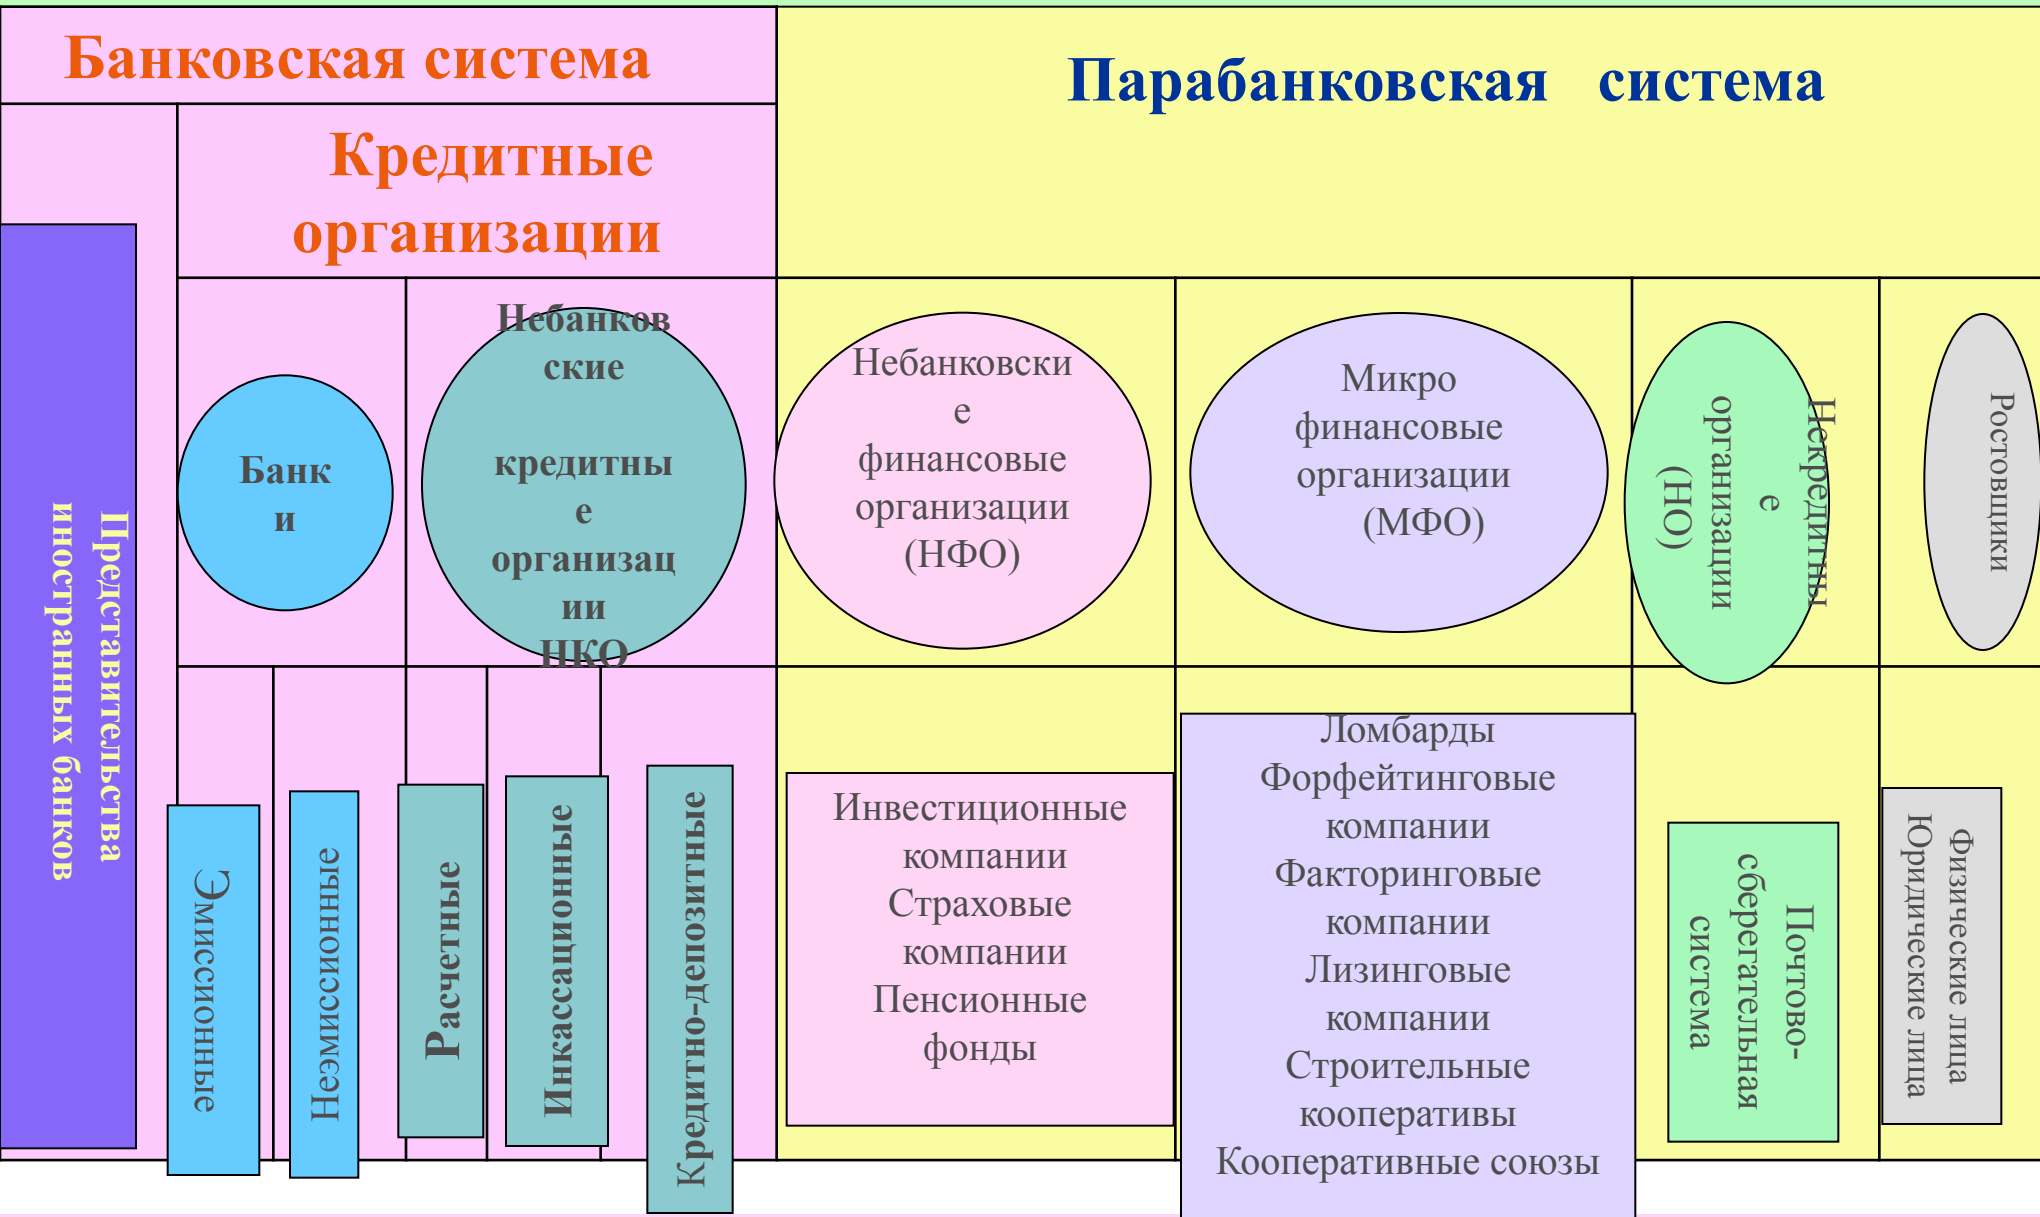 Банковская система
Парабанковская система
Кредитные
организации
Представительства
иностранных банков
Банк
и
Небанков
ские
кредитны
е
организац
ии
НКО
Небанковски
е
финансовые
организации
(НФО)
Микро
финансовые
организации
(МФО)
Некредитны
е
организации
(НО)
Ростовщики
Эмиссионные
Неэмиссионные
Расчетные
Инкассационные
Кредитно-депозитные
Инвестиционные
компании
Страховые
компании
Пенсионные
фонды
Ломбарды
Форфейтинговые
компании
Факторинговые
компании
Лизинговые
компании
Строительные
кооперативы
Кооперативные союзы
Почтово-
сберегательная
система
Физические лица
Юридические лица